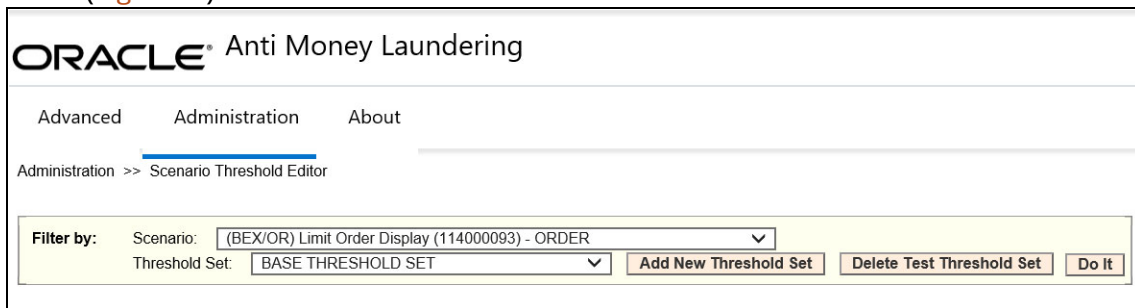 ORACLE® Anti Money Laundering
Advanced Administration About
Administration >> Scenario Threshold Editor
Filter by: Scenario: (BEX/OR) Limit Order Display (114000093) - ORDER
Threshold Set: BASE THRESHOLD SET Add New Threshold Set Delete Test Threshold Set Do It